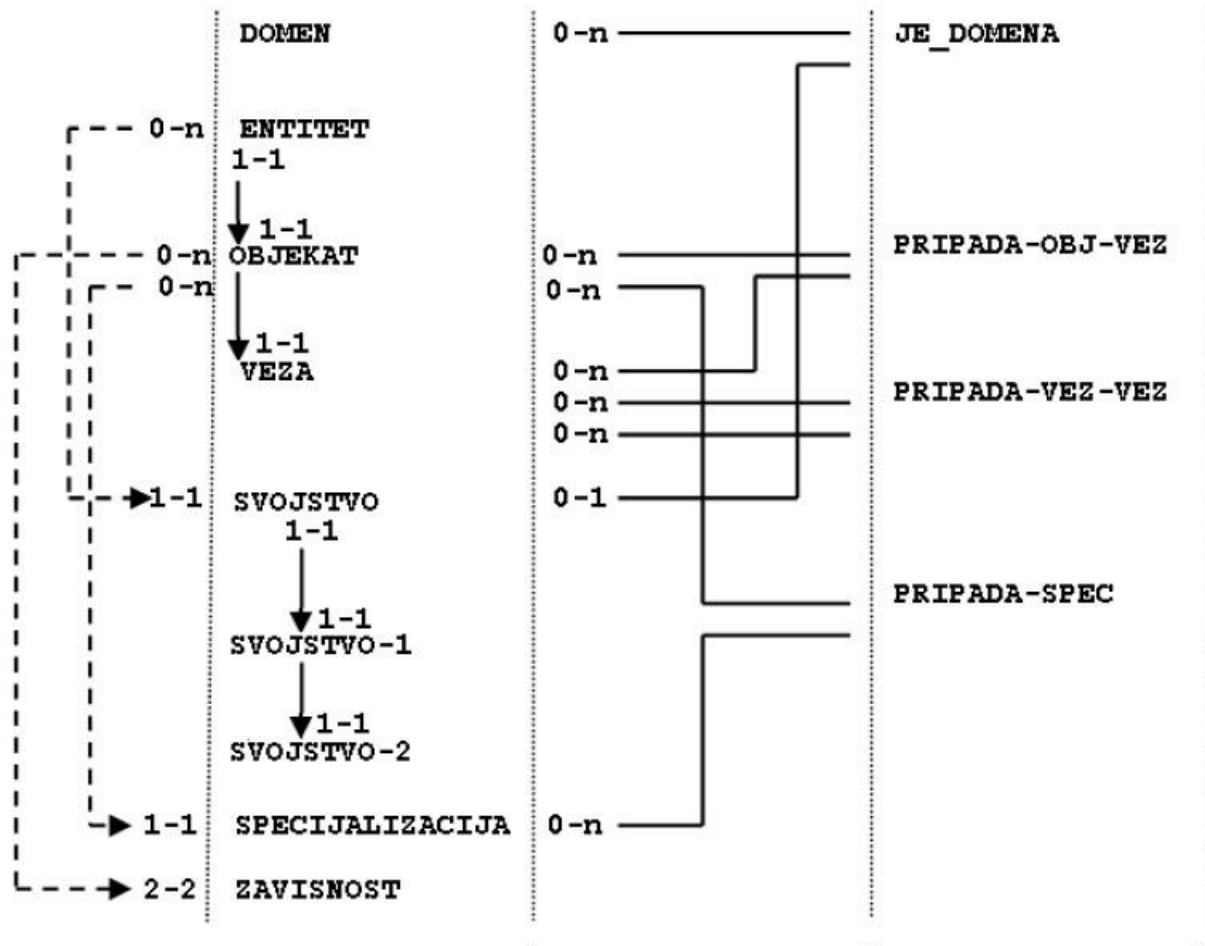 DOMEN 0-n JE_DOMENA
0-n ENTITET
1-1
1-1
0-n OBJEKAT 0-n PRIPADA-OBJ-VEZ
0-n 0-n
1-1
VEZA 0-n
0-n PRIPADA-VEZ-VEZ
0-n
1-1 SVOJSTVO 0-1
1-1
PRIPADA-SPEC
1-1
SVOJSTVO-1
1-1
SVOJSTVO-2
1-1 SPECIJALIZACIJA 0-n
2-2 ZAVISNOST